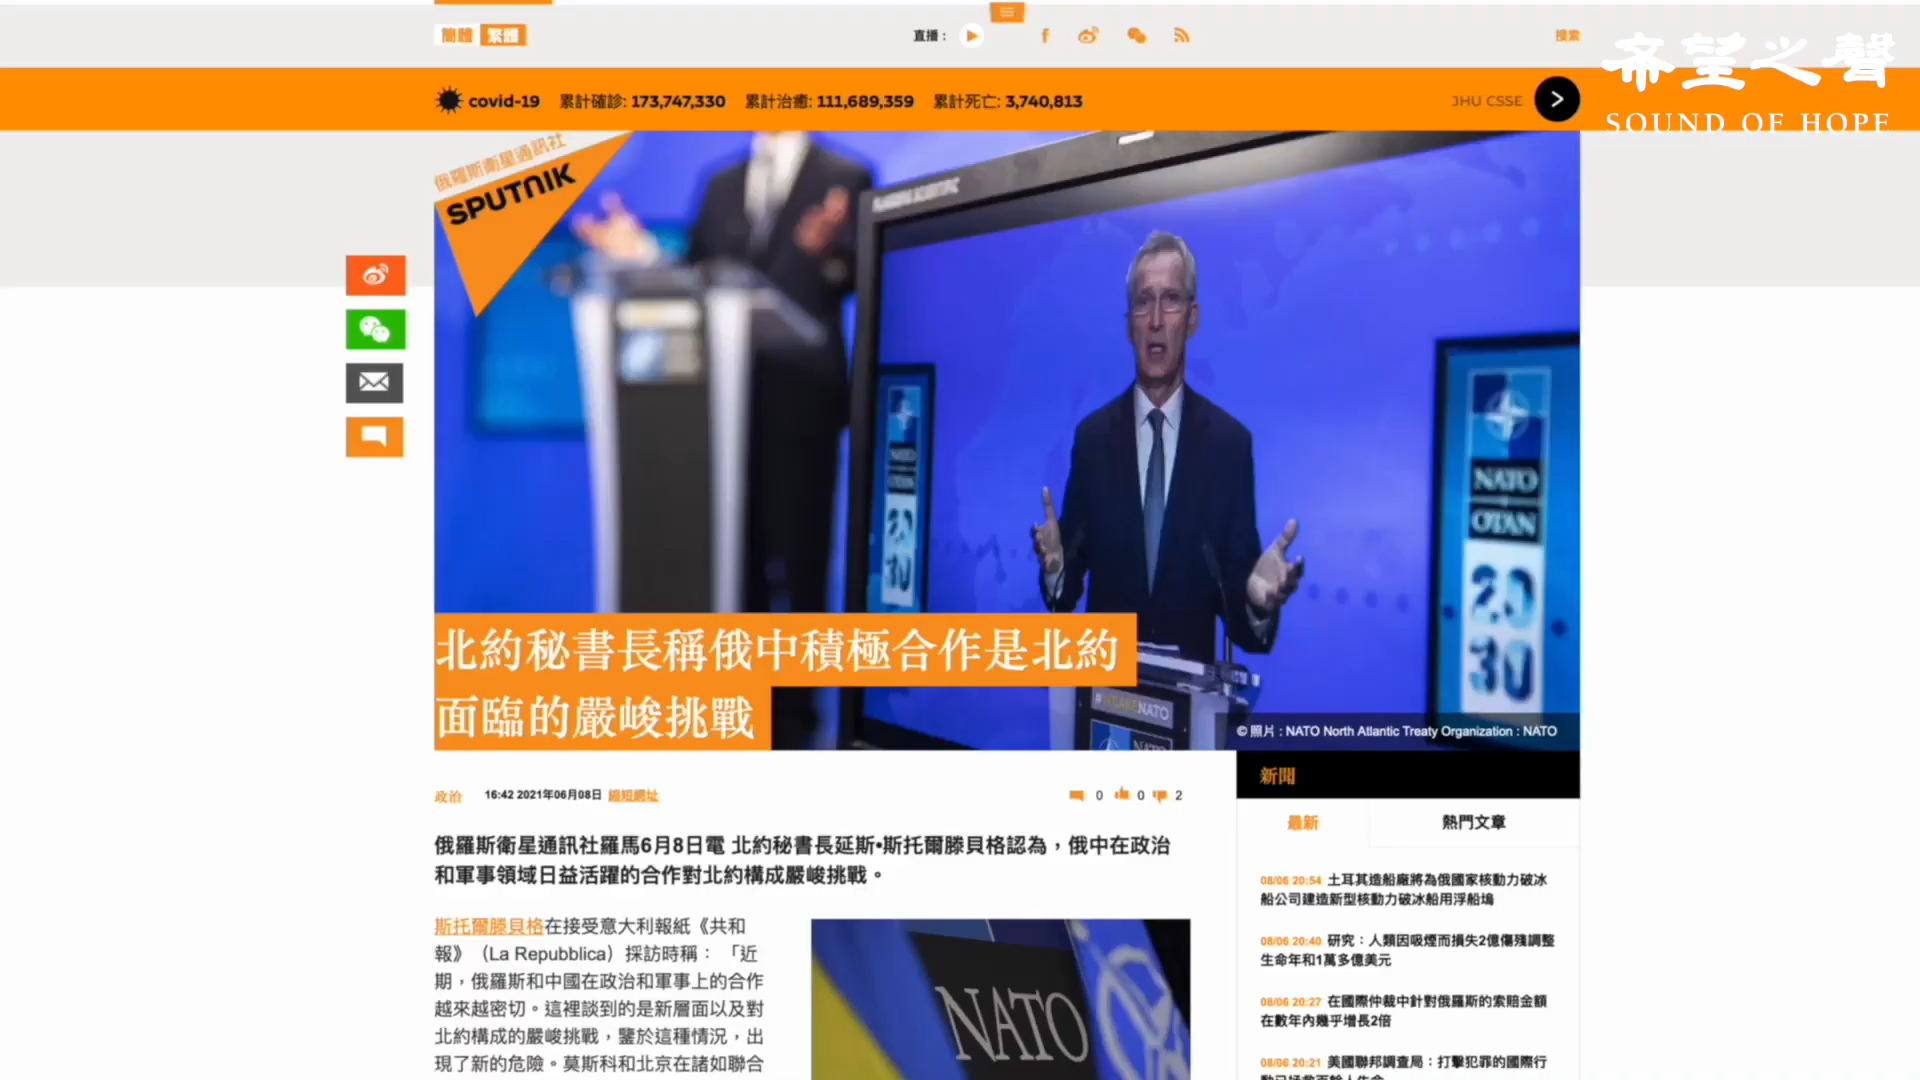 簡體 繁體
直播：
搜索
希望之聲
SOUND OF HOPE
covid-19 累計確診: 173,747,330 累計治癒: 111,689,359 累計死亡: 3,740,813
JHU CSSE
俄羅斯衛星通訊社
SPUTNIK
NATO
OTAN
20
30
NATO
OTAN
20
30
NATO
NATO
北約秘書長稱俄中積極合作是北約
面臨的嚴峻挑戰
© 照片 : NATO North Atlantic Treaty Organization : NATO
政治 16:42 2021年06月08日 縮短網址
0 0 2
俄羅斯衛星通訊社羅馬6月8日電 北約秘書長延斯•斯托爾滕貝格認為，俄中在政治
和軍事領域日益活躍的合作對北約構成嚴峻挑戰。
斯托爾滕貝格在接受意大利報紙《共和
報》（La Repubblica）採訪時稱：「近
期，俄羅斯和中國在政治和軍事上的合作
越來越密切。這裡談到的是新層面以及對
北約構成的嚴峻挑戰，鑒於這種情況，出
現了新的危險。莫斯科和北京在諸如聯合
NATO
新聞
最新 熱門文章
08/06 20:54 土耳其造船廠將為俄國家核動力破冰
船公司建造新型核動力破冰船用浮船塢
08/06 20:40 研究：人類因吸煙而損失2億傷殘調整
生命年和1萬多億美元
08/06 20:27 在國際仲裁中針對俄羅斯的索賠金額
在數年內幾乎增長2倍
08/06 20:21 美國聯邦調查局：打擊犯罪的國際行